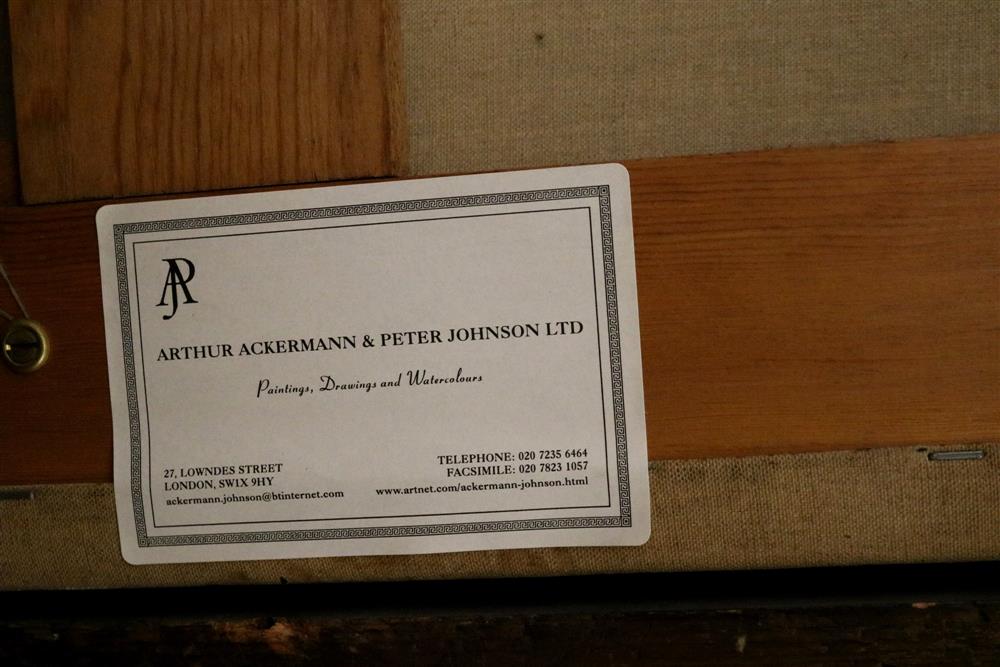 AJP
ARTHUR ACKERMANN & PETER JOHNSON LTD
Paintings, Drawings and Watercolours
27, LOWNDES STREET
LONDON, SW1X 9HY
ackermann.johnson@btinternet.com
TELEPHONE: 020 7235 6464
FACSIMILE: 020 7823 1057
www.artnet.com/ackermann-johnson.html